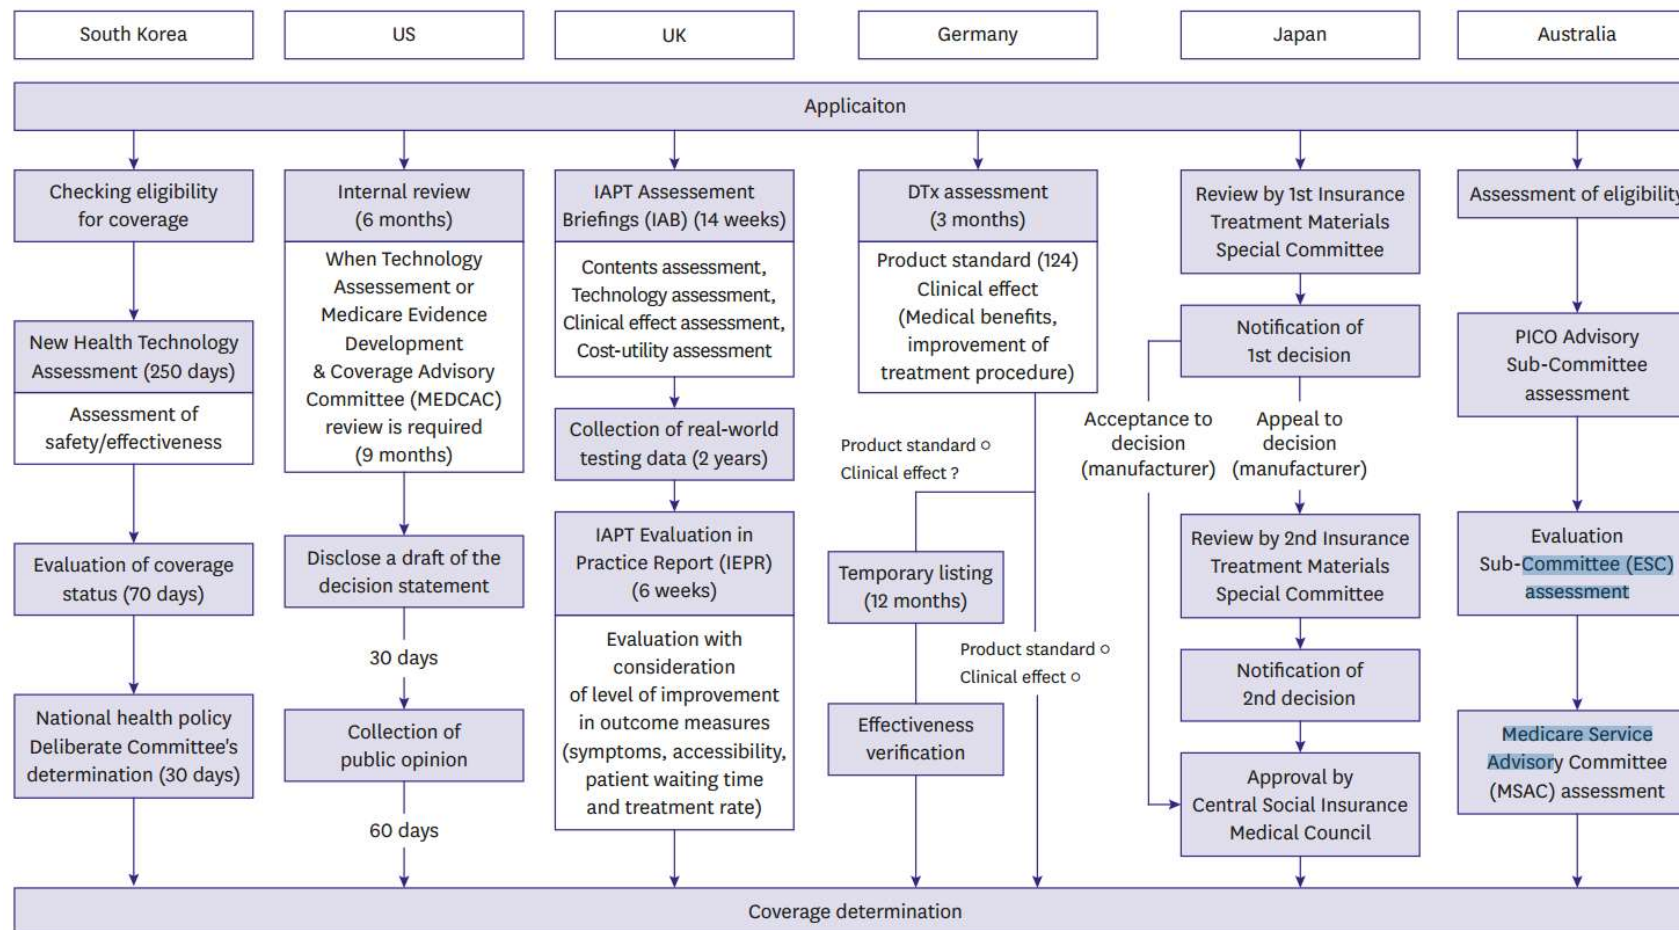 South Korea
US
UK
Germany
Japan
Australia
Applicaiton
Checking eligibility
for coverage
New Health Technology
Assessment (250 days)
Assessment of
safety/effectiveness
Evaluation of coverage
status (70 days)
National health policy
Deliberate Committee's
determination (30 days)
Internal review
(6 months)
When Technology
Assessement or
Medicare Evidence
Development
& Coverage Advisory
Committee (MEDCAC)
review is required
(9 months)
Disclose a draft of the
decision statement
30 days
Collection of
public opinion
60 days
IAPT Assessement
Briefings (IAB) (14 weeks)
Contents assessment,
Technology assessment,
Clinical effect assessment,
Cost-utility assessment
Collection of real-world
testing data (2 years)
IAPT Evaluation in
Practice Report (IEPR)
(6 weeks)
Evaluation with
consideration
of level of improvement
in outcome measures
(symptoms, accessibility,
patient waiting time
and treatment rate)
DTx assessment
(3 months)
Product standard (124)
Clinical effect
(Medical benefits,
improvement of
treatment procedure)
Product standard ○
Clinical effect ?
Temporary listing
(12 months)
Product standard ○
Clinical effect ○
Effectiveness
verification
Review by 1st Insurance
Treatment Materials
Special Committee
Notification of
1st decision
Acceptance to
decision
(manufacturer)
Appeal to
decision
(manufacturer)
Review by 2nd Insurance
Treatment Materials
Special Committee
Notification of
2nd decision
Approval by
Central Social Insurance
Medical Council
Assessment of eligibility
PICO Advisory
Sub-Committee
assessment
Evaluation
Sub-Committee (ESC)
assessment
Medicare Service
Advisory Committee
(MSAC) assessment
Coverage determination